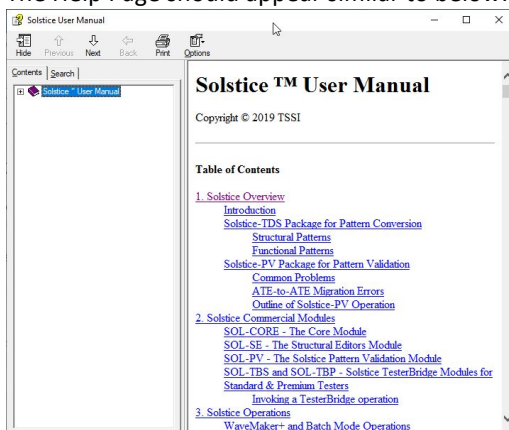 The Help Page should appear similar to below.
Solstice User Manual
Hide Previous Next Back Print Options
Contents Search
Solstice ™ User Manual
Solstice ™ User Manual
Copyright © 2019 TSSI
Table of Contents
1. Solstice Overview
Introduction
Solstice-TDS Package for Pattern Conversion
Structural Patterns
Functional Patterns
Solstice-PV Package for Pattern Validation
Common Problems
ATE-to-ATE Migration Errors
Outline of Solstice-PV Operation
2. Solstice Commercial Modules
SOL-CORE - The Core Module
SOL-SE - The Structural Editors Module
SOL-PV - The Solstice Pattern Validation Module
SOL-TBS and SOL-TBP - Solstice TesterBridge Modules for
Standard & Premium Testers
Invoking a TesterBridge operation
3. Solstice Operations
WaveMaker+ and Batch Mode Operations